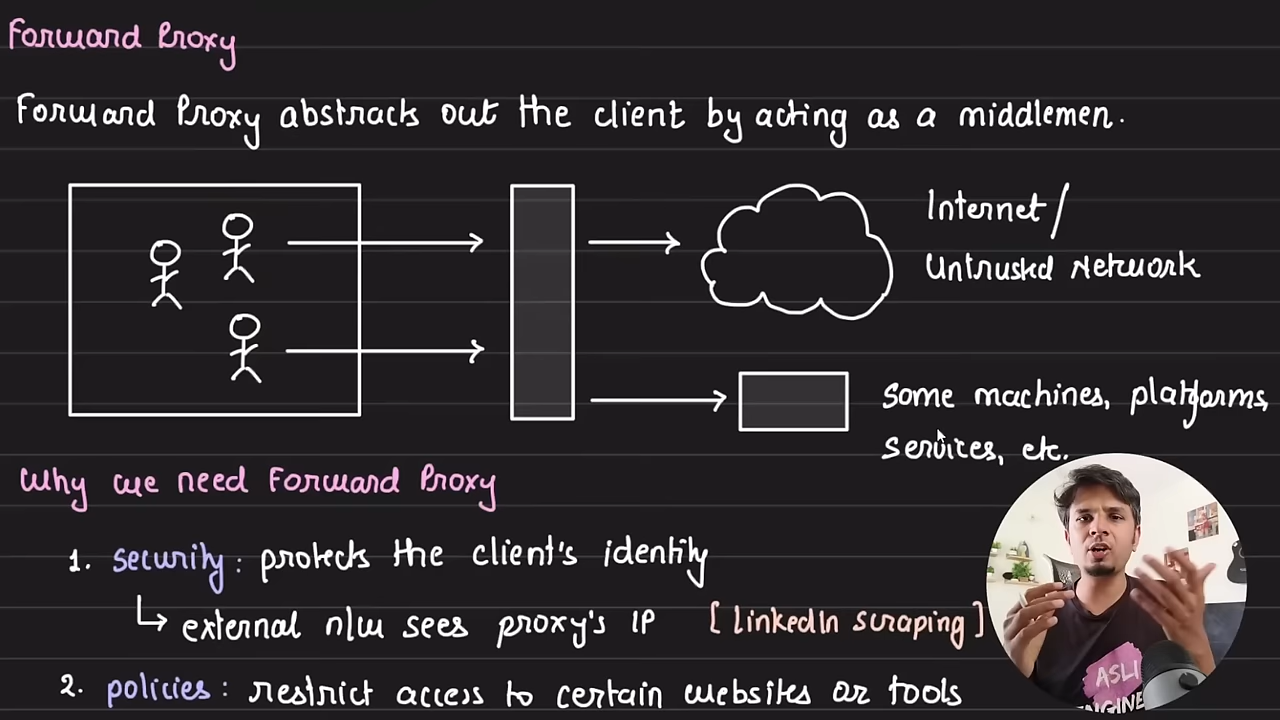 Forward Proxy
Forward Proxy abstracts out the client by acting as a middlemen.
Internet/
Untrusted Network
Some machines, platforms,
services, etc.
Why we need Forward Proxy
1. security: protects the client's identity
↳ external n/w sees proxy's IP [LinkedIn scraping]
2. policies: restrict access to certain websites or tools
ASLI
ENGINE